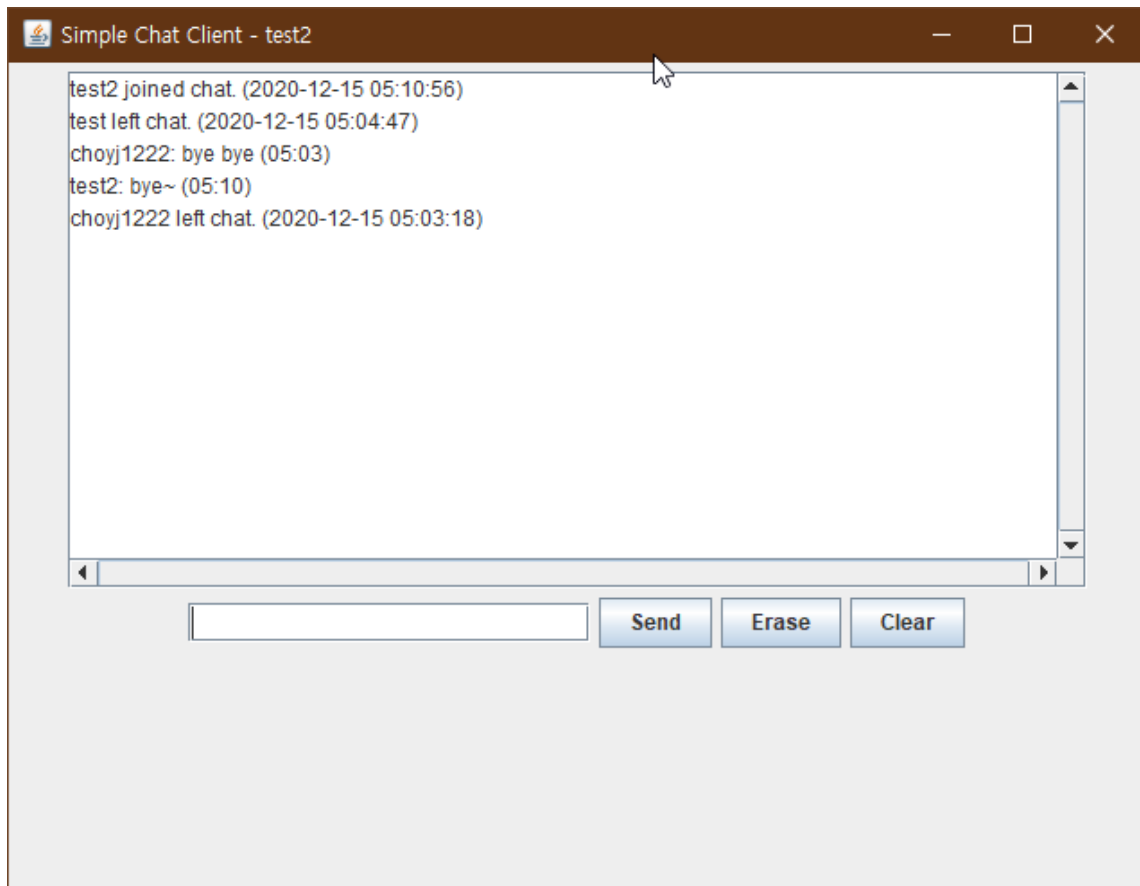 Simple Chat Client - test2
test2 joined chat. (2020-12-15 05:10:56)
test left chat. (2020-12-15 05:04:47)
choyj1222: bye bye (05:03)
test2: bye~ (05:10)
choyj1222 left chat. (2020-12-15 05:03:18)
Send Erase Clear